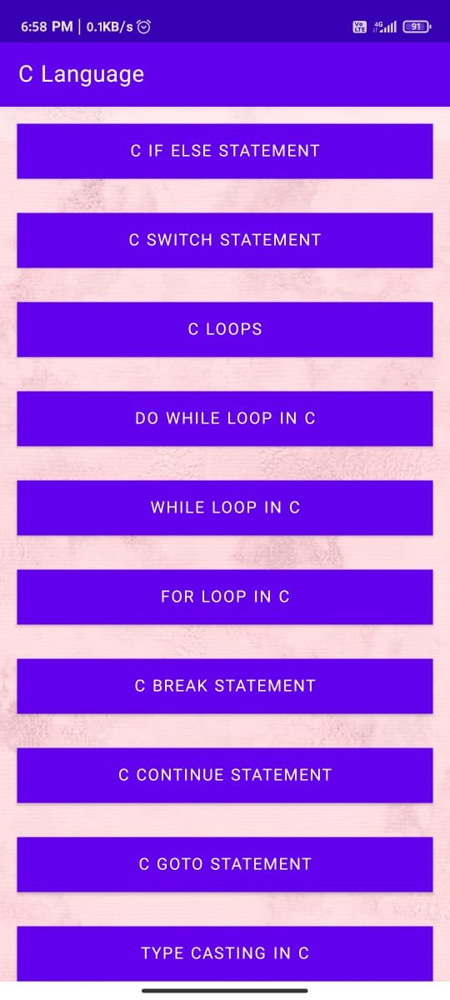 6:58 PM | 0.1KB/s
Vo LTE 4G 91
C Language
C IF ELSE STATEMENT
C SWITCH STATEMENT
C LOOPS
DO WHILE LOOP IN C
WHILE LOOP IN C
FOR LOOP IN C
C BREAK STATEMENT
C CONTINUE STATEMENT
C GOTO STATEMENT
TYPE CASTING IN C